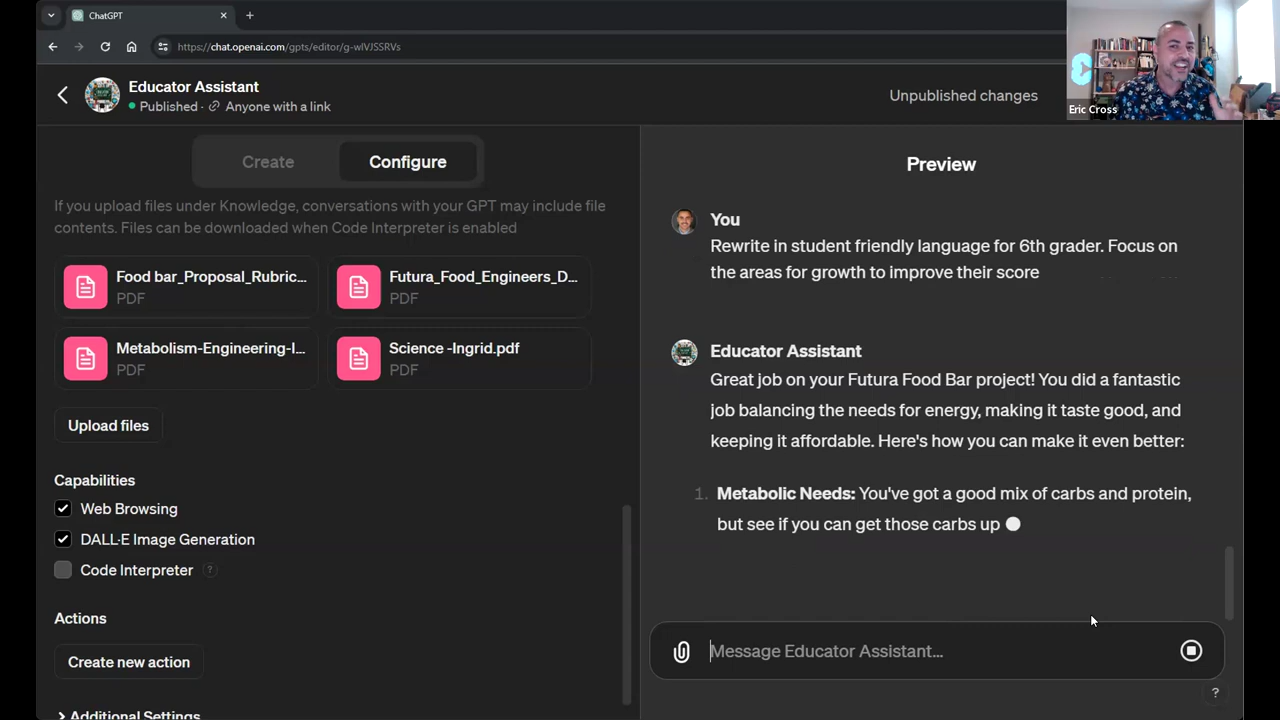 ChatGPT
https://chat.openai.com/gpts/editor/g-wIVJSSRVs
Educator Assistant
Published · Anyone with a link
Unpublished changes
Eric Cross
Create
Configure
If you upload files under Knowledge, conversations with your GPT may include file
contents. Files can be downloaded when Code Interpreter is enabled
Food bar_Proposal_Rubric...
PDF
Futura_Food_Engineers_D...
PDF
Metabolism-Engineering-I...
PDF
Science -Ingrid.pdf
PDF
Upload files
Capabilities
Web Browsing
DALL·E Image Generation
Code Interpreter ?
Actions
Create new action
Additional Settings
Preview
You
Rewrite in student friendly language for 6th grader. Focus on
the areas for growth to improve their score
Educator Assistant
Great job on your Futura Food Bar project! You did a fantastic
job balancing the needs for energy, making it taste good, and
keeping it affordable. Here's how you can make it even better:
1. Metabolic Needs: You've got a good mix of carbs and protein,
but see if you can get those carbs up
Message Educator Assistant...
?